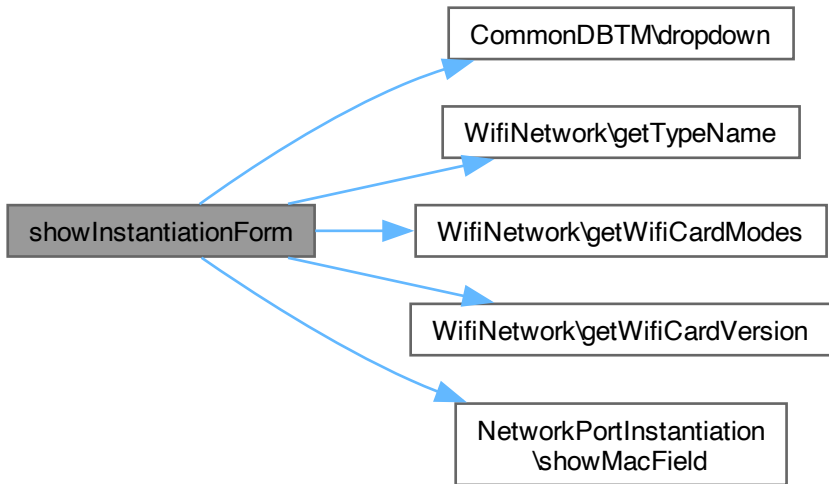 CommonDBTM\dropdown
WifiNetwork\getTypeName
showInstantiationForm
WifiNetwork\getWifiCardModes
WifiNetwork\getWifiCardVersion
NetworkPortInstantiation
\showMacField